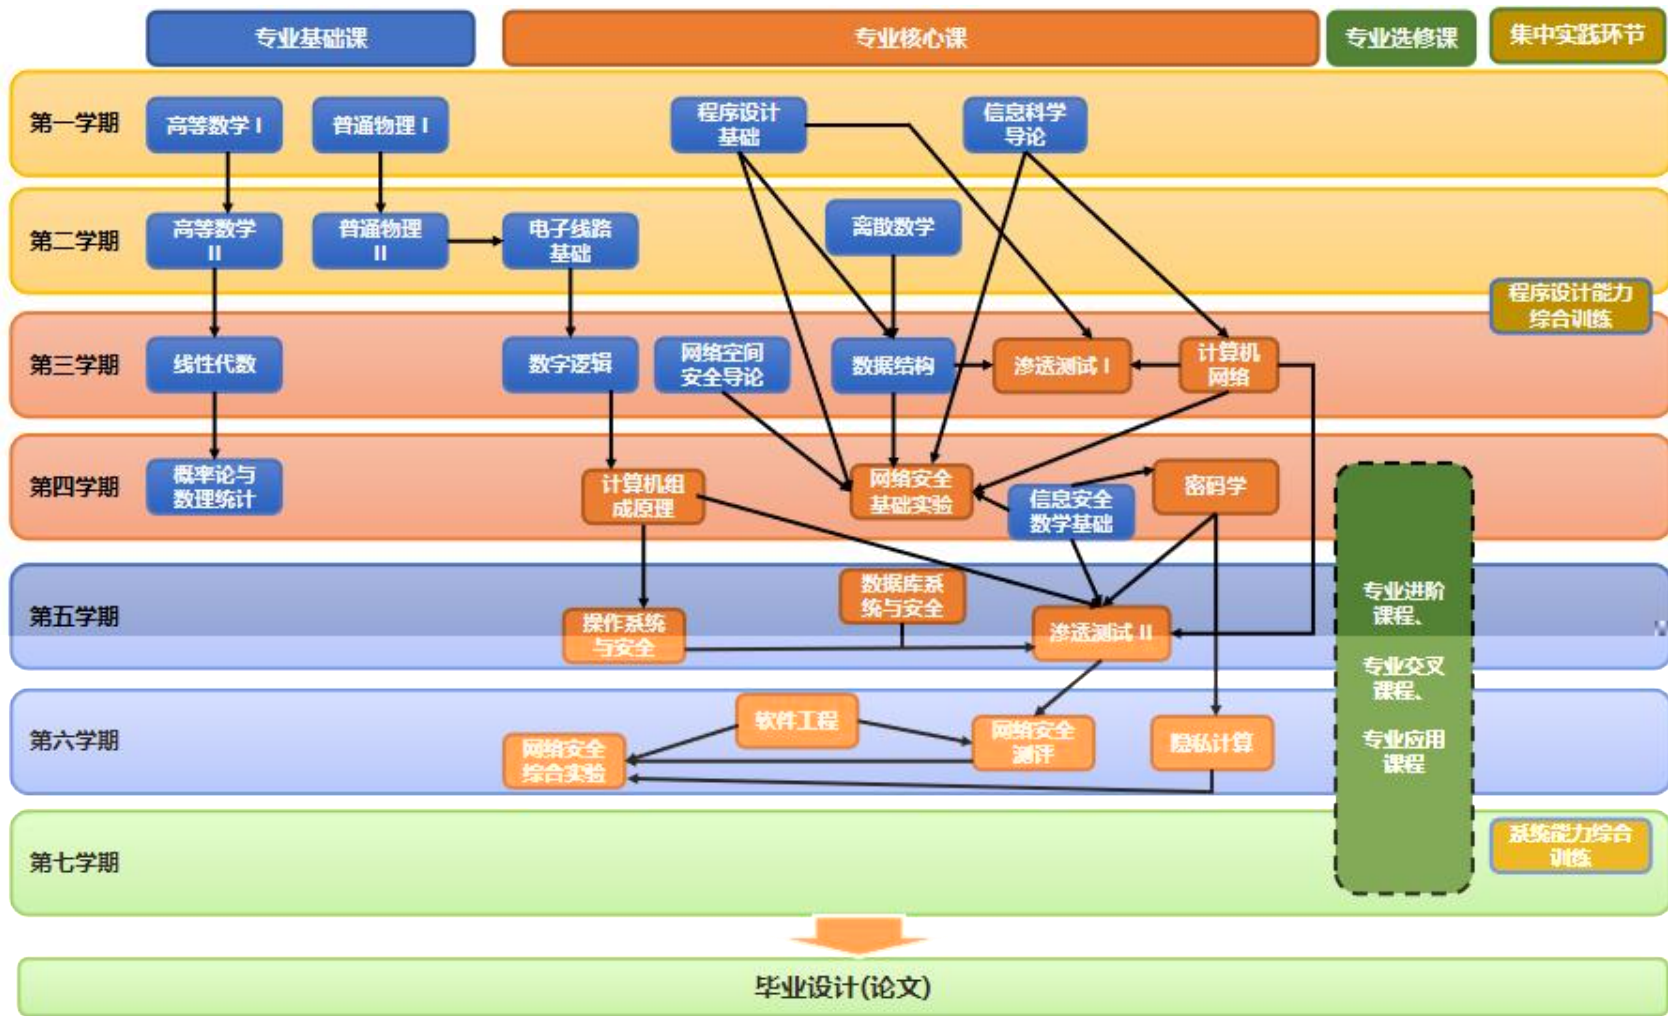 专业基础课
专业核心课
专业选修课
集中实践环节
第一学期
高等数学 I
普通物理 I
程序设计
基础
信息科学
导论
第二学期
高等数学
II
普通物理
II
电子线路
基础
离散数学
程序设计能力
综合训练
第三学期
线性代数
数字逻辑
网络空间
安全导论
数据结构
渗透测试 I
计算机
网络
第四学期
概率论与
数理统计
计算机组
成原理
网络安全
基础实验
信息安全
数学基础
密码学
第五学期
操作系统
与安全
数据库系
统与安全
渗透测试 II
专业进阶
课程、
专业交叉
课程、
专业应用
课程
第六学期
网络安全
综合实验
软件工程
网络安全
测评
隐私计算
第七学期
系统能力综合
训练
毕业设计(论文)